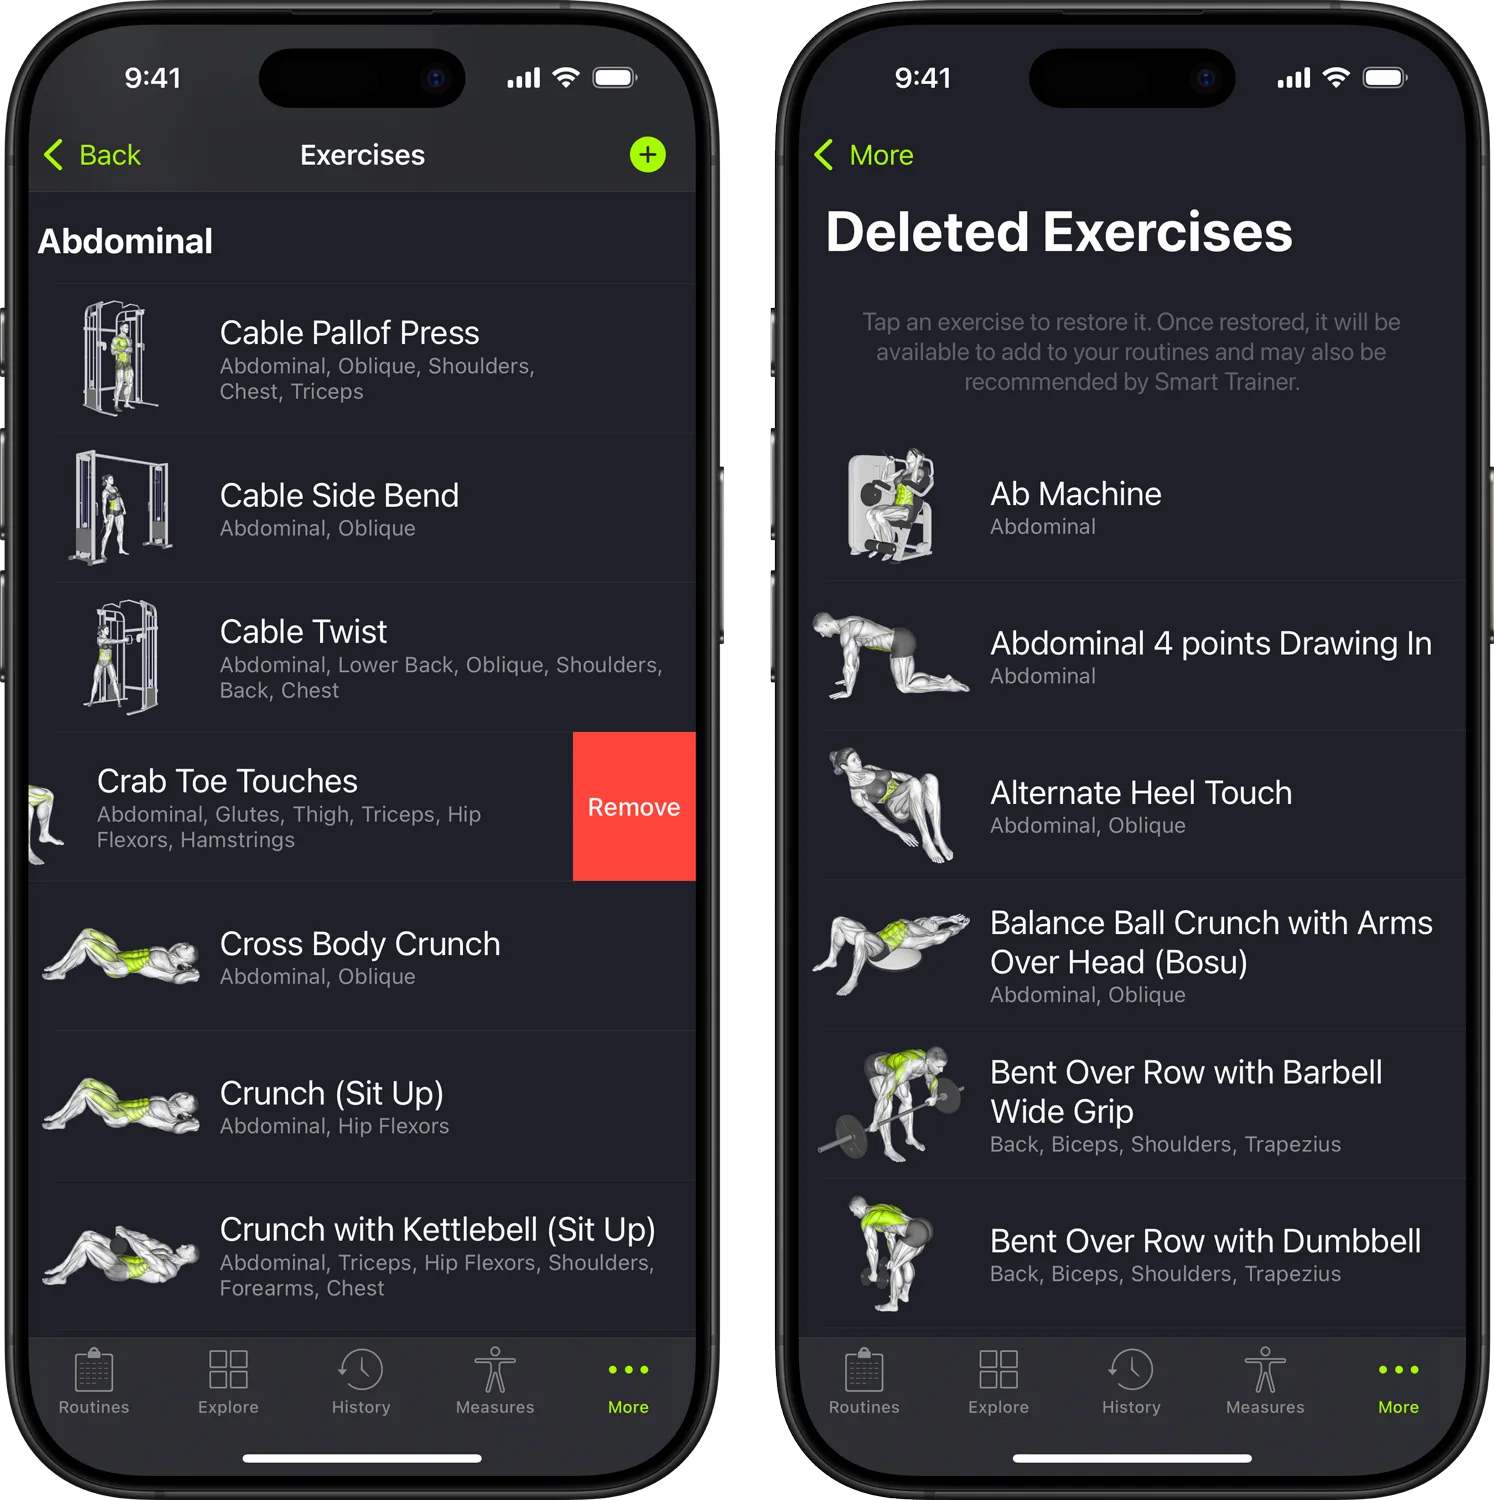 9:41
Back
Exercises
Abdominal
Cable Pallof Press
Abdominal, Oblique, Shoulders,
Chest, Triceps
Cable Side Bend
Abdominal, Oblique
Cable Twist
Abdominal, Lower Back, Oblique, Shoulders,
Back, Chest
Crab Toe Touches
Abdominal, Glutes, Thigh, Triceps, Hip
Flexors, Hamstrings
Remove
Cross Body Crunch
Abdominal, Oblique
Crunch (Sit Up)
Abdominal, Hip Flexors
Crunch with Kettlebell (Sit Up)
Abdominal, Triceps, Hip Flexors, Shoulders,
Forearms, Chest
Routines
Explore
History
Measures
More
9:41
More
Deleted Exercises
Tap an exercise to restore it. Once restored, it will be
available to add to your routines and may also be
recommended by Smart Trainer.
Ab Machine
Abdominal
Abdominal 4 points Drawing In
Abdominal
Alternate Heel Touch
Abdominal, Oblique
Balance Ball Crunch with Arms
Over Head (Bosu)
Abdominal, Oblique
Bent Over Row with Barbell
Wide Grip
Back, Biceps, Shoulders, Trapezius
Bent Over Row with Dumbbell
Back, Biceps, Shoulders, Trapezius
Routines
Explore
History
Measures
More